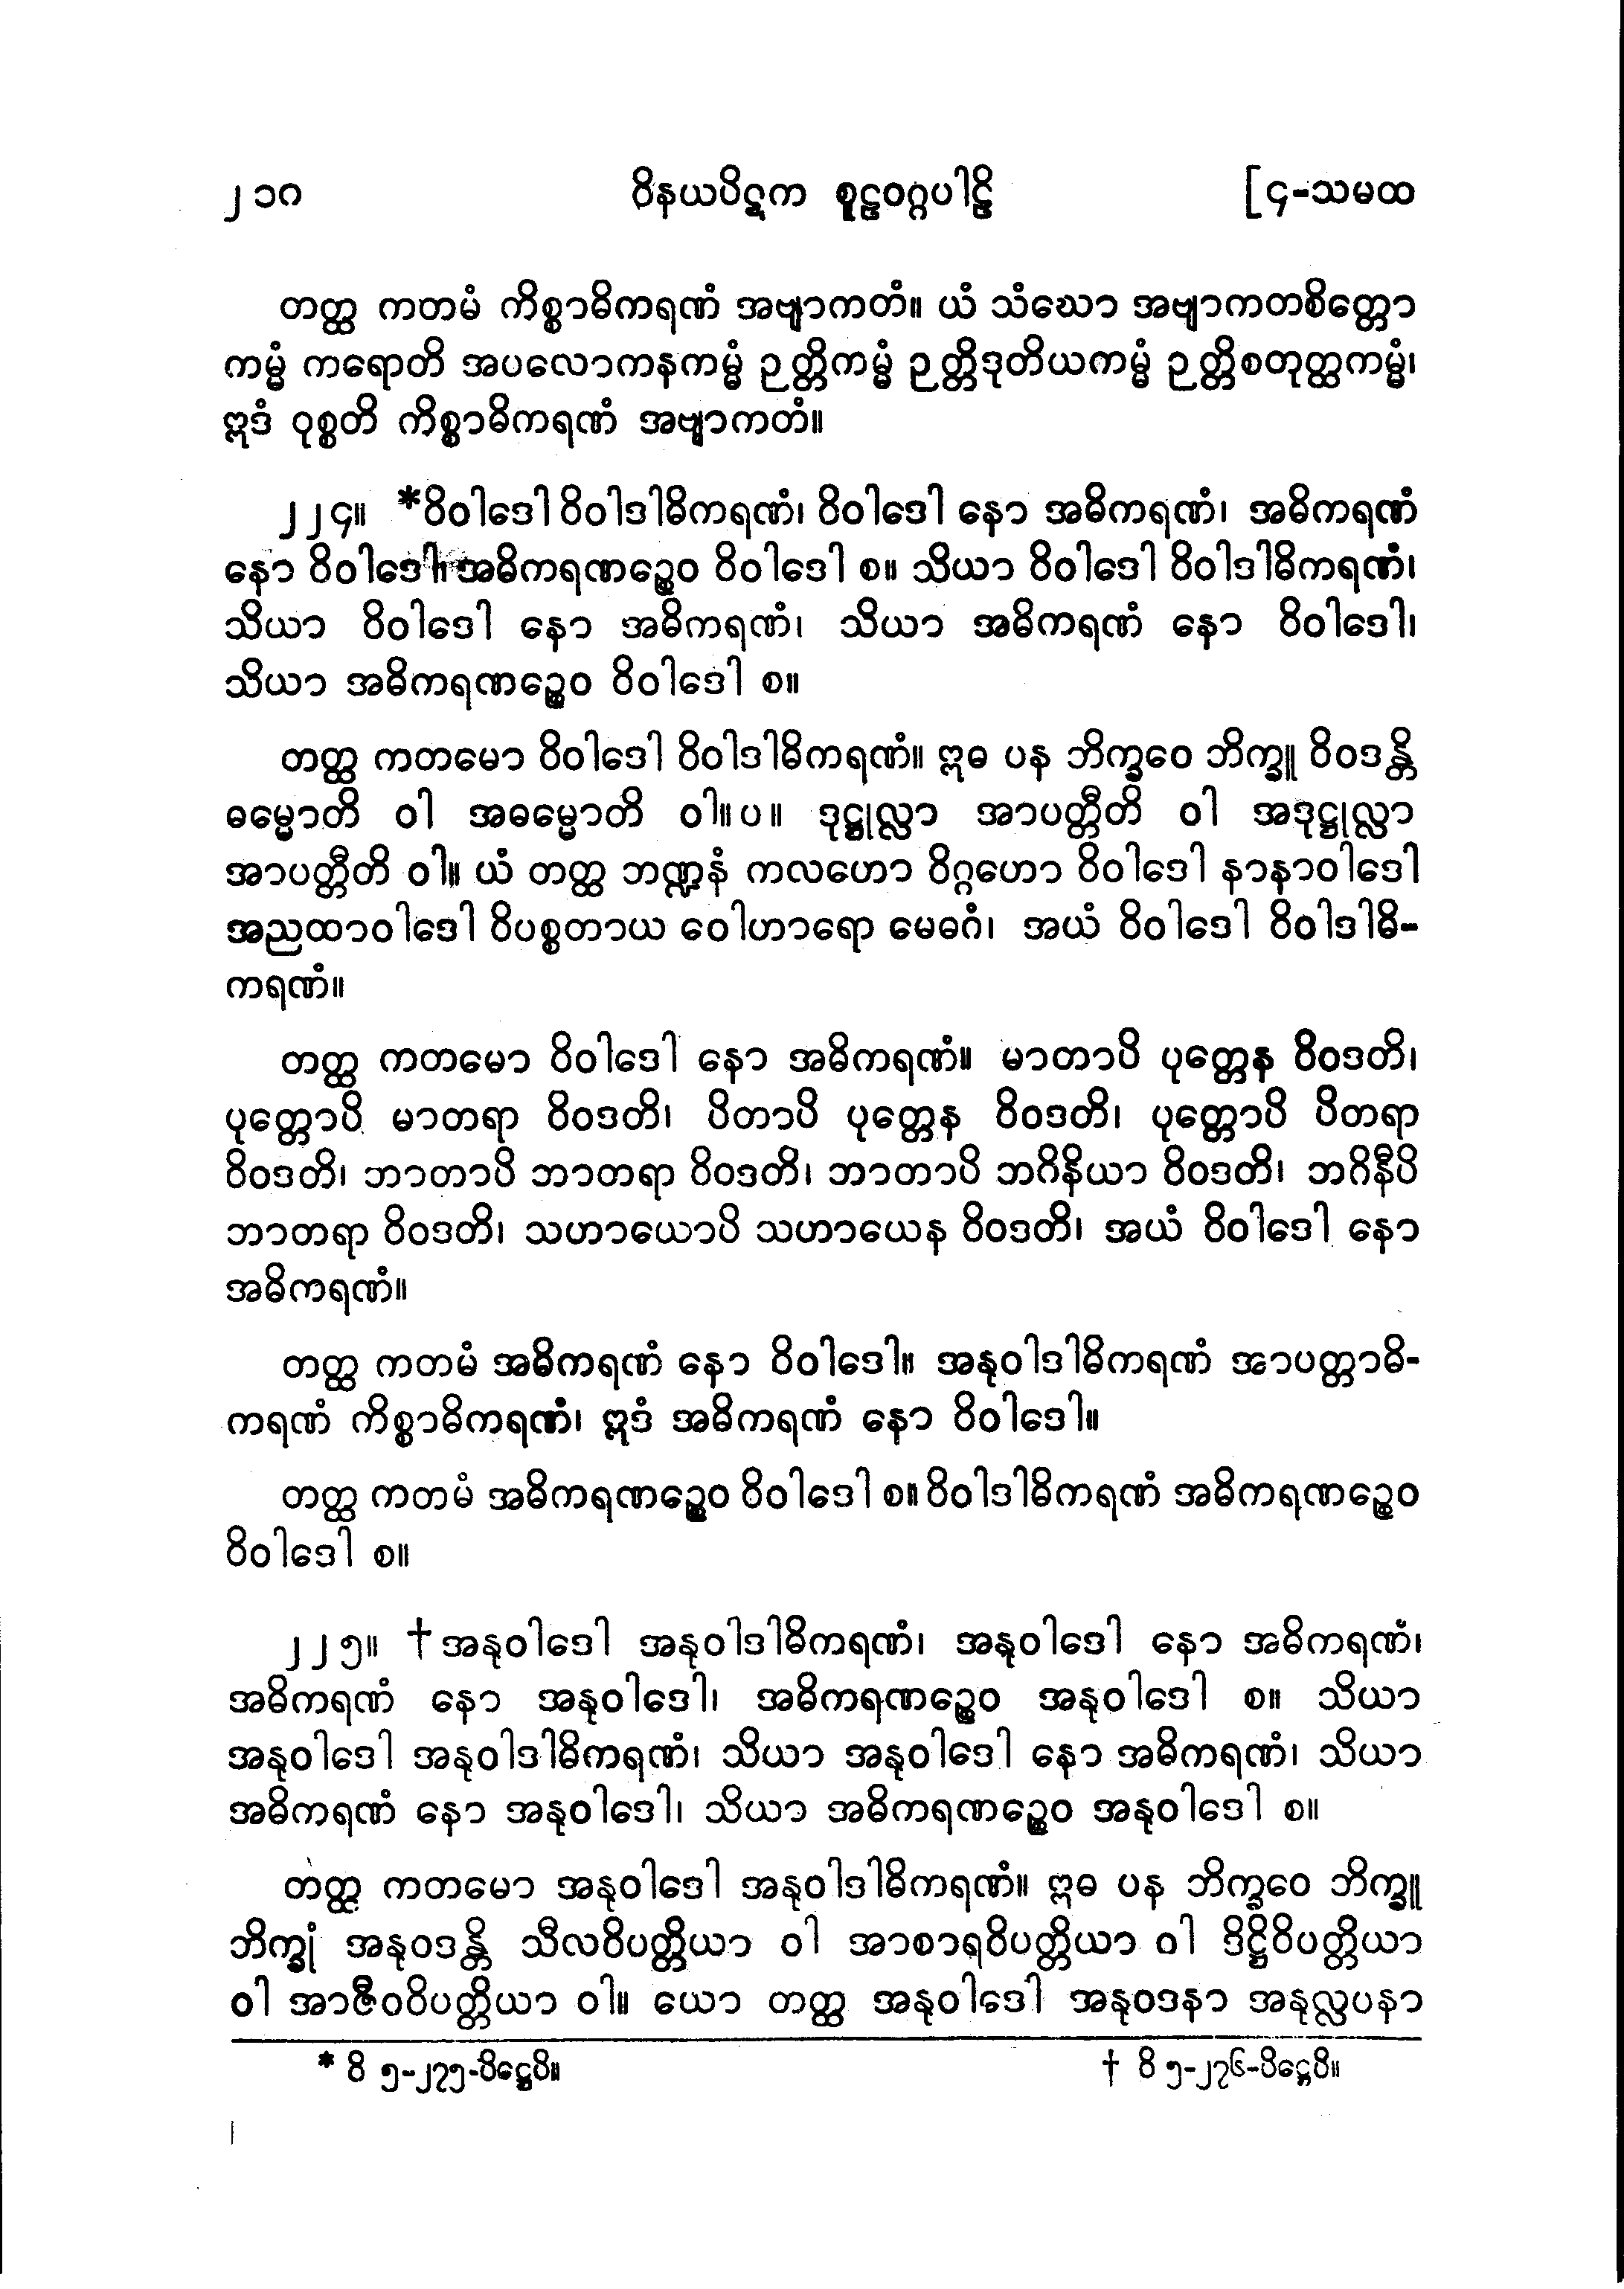 ၂၁၈ ဝိနယပိဋက စူဠဝဂ္ဂပါဠိ [၄-သမထ
တတ္ထ ကတမံ ကိစ္စာဓိကရဏံ အဗျာကတံ။ ယံ သံဃော အဗျာကတစိတ္တော
ကမ္မံ ကရောတိ အပလောကနကမ္မံ ဉတ္တိကမ္မံ ဉတ္တိဒုတိယကမ္မံ ဉတ္တိစတုတ္ထကမ္မံ၊
ဣဒံ ဝုစ္စတိ ကိစ္စာဓိကရဏံ အဗျာကတံ။
၂၂၄။ *ဝိဝါဒေါ ဝိဝါဒါဓိကရဏံ၊ ဝိဝါဒေါ နော အဓိကရဏံ၊ အဓိကရဏံ
နော ဝိဝါဒေါ၊ အဓိကရဏဉ္စေဝ ဝိဝါဒေါ စ။ သိယာ ဝိဝါဒေါ ဝိဝါဒါဓိကရဏံ၊
သိယာ ဝိဝါဒေါ နော အဓိကရဏံ၊ သိယာ အဓိကရဏံ နော ဝိဝါဒေါ၊
သိယာ အဓိကရဏဉ္စေဝ ဝိဝါဒေါ စ။
တတ္ထ ကတမော ဝိဝါဒေါ ဝိဝါဒါဓိကရဏံ။ ဣဓ ပန ဘိက္ခဝေ ဘိက္ခူ ဝိဝဒန္တိ
ဓမ္မောတိ ဝါ အဓမ္မောတိ ဝါ။ပ။ ဒုဋ္ဌုလ္လာ အာပတ္တီတိ ဝါ အဒုဋ္ဌုလ္လာ
အာပတ္တီတိ ဝါ။ ယံ တတ္ထ ဘဏ္ဍနံ ကလဟော ဝိဂ္ဂဟော ဝိဝါဒေါ နာနာဝါဒေါ
အညထာဝါဒေါ ဝိပစ္စတာယ ဝေါဟာရော မေဓဂံ၊ အယံ ဝိဝါဒေါ ဝိဝါဒါဓိ-
ကရဏံ။
တတ္ထ ကတမော ဝိဝါဒေါ နော အဓိကရဏံ။ မာတာပိ ပုတ္တေန ဝိဝဒတိ၊
ပုတ္တောပိ မာတရာ ဝိဝဒတိ၊ ပိတာပိ ပုတ္တေန ဝိဝဒတိ၊ ပုတ္တောပိ ပိတရာ
ဝိဝဒတိ၊ ဘာတာပိ ဘာတရာ ဝိဝဒတိ၊ ဘာတာပိ ဘဂိနိယာ ဝိဝဒတိ၊ ဘဂိနီပိ
ဘာတရာ ဝိဝဒတိ၊ သဟာယောပိ သဟာယေန ဝိဝဒတိ၊ အယံ ဝိဝါဒေါ နော
အဓိကရဏံ။
တတ္ထ ကတမံ အဓိကရဏံ နော ဝိဝါဒေါ။ အနုဝါဒါဓိကရဏံ အာပတ္တာဓိ-
ကရဏံ ကိစ္စာဓိကရဏံ၊ ဣဒံ အဓိကရဏံ နော ဝိဝါဒေါ။
တတ္ထ ကတမံ အဓိကရဏဉ္စေဝ ဝိဝါဒေါ စ။ ဝိဝါဒါဓိကရဏံ အဓိကရဏဉ္စေဝ
ဝိဝါဒေါ စ။
၂၂၅။ †အနုဝါဒေါ အနုဝါဒါဓိကရဏံ၊ အနုဝါဒေါ နော အဓိကရဏံ၊
အဓိကရဏံ နော အနုဝါဒေါ၊ အဓိကရဏဉ္စေဝ အနုဝါဒေါ စ။ သိယာ
အနုဝါဒေါ အနုဝါဒါဓိကရဏံ၊ သိယာ အနုဝါဒေါ နော အဓိကရဏံ၊ သိယာ
အဓိကရဏံ နော အနုဝါဒေါ၊ သိယာ အဓိကရဏဉ္စေဝ အနုဝါဒေါ စ။
တတ္ထ ကတမော အနုဝါဒေါ အနုဝါဒါဓိကရဏံ။ ဣဓ ပန ဘိက္ခဝေ ဘိက္ခူ
ဘိက္ခုံ အနုဝဒန္တိ သီလဝိပတ္တိယာ ဝါ အာစာရဝိပတ္တိယာ ဝါ ဒိဋ္ဌိဝိပတ္တိယာ
ဝါ အာဇီဝဝိပတ္တိယာ ဝါ။ ယော တတ္ထ အနုဝါဒေါ အနုဝဒနာ အနုလ္လပနာ
* ဝိ ၅-၂၇၅-ပိဋ္ဌေပိ။ † ဝိ ၅-၂၇၆-ပိဋ္ဌေပိ။